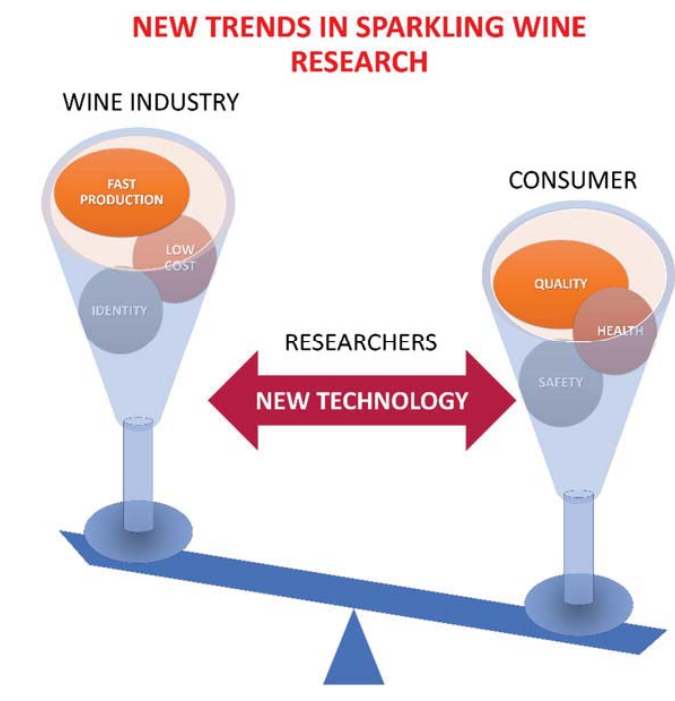 NEW TRENDS IN SPARKLING WINE
RESEARCH
WINE INDUSTRY
FAST
PRODUCTION
LOW
COST
IDENTITY
CONSUMER
QUALITY
HEALTH
SAFETY
RESEARCHERS
NEW TECHNOLOGY